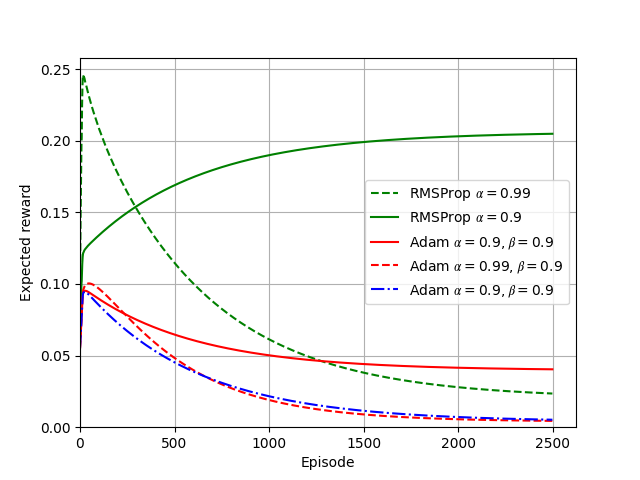 0.25
0.20
0.15
0.10
0.05
0.00
Expected reward
RMSProp α = 0.99
RMSProp α = 0.9
Adam α = 0.9, β = 0.9
Adam α = 0.99, β = 0.9
Adam α = 0.9, β = 0.9
0 500 1000 1500 2000 2500
Episode